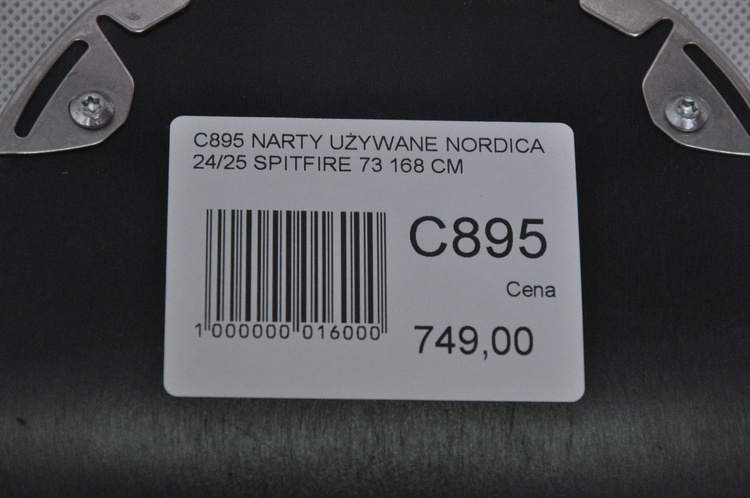 C895 NARTY UŻYWANE NORDICA
24/25 SPITFIRE 73 168 CM
C895
Cena
749,00
1 000000 016000